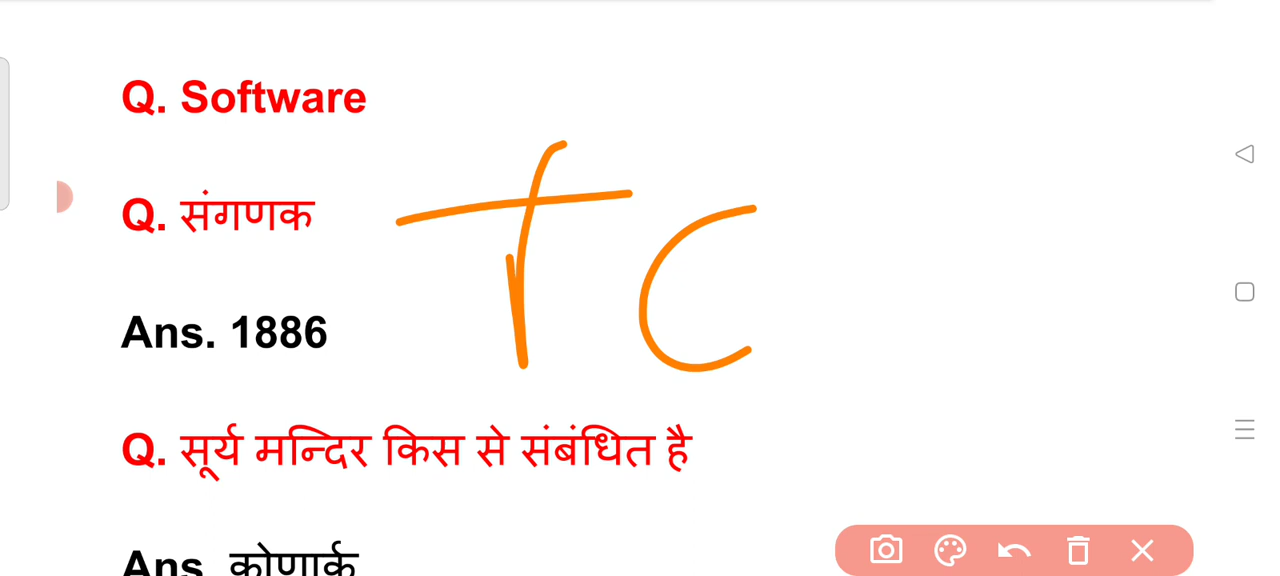 Q. Software
Q. संगणक
TC
Ans. 1886
Q. सूर्य मन्दिर किस से संबंधित है
Ans. कोणार्क